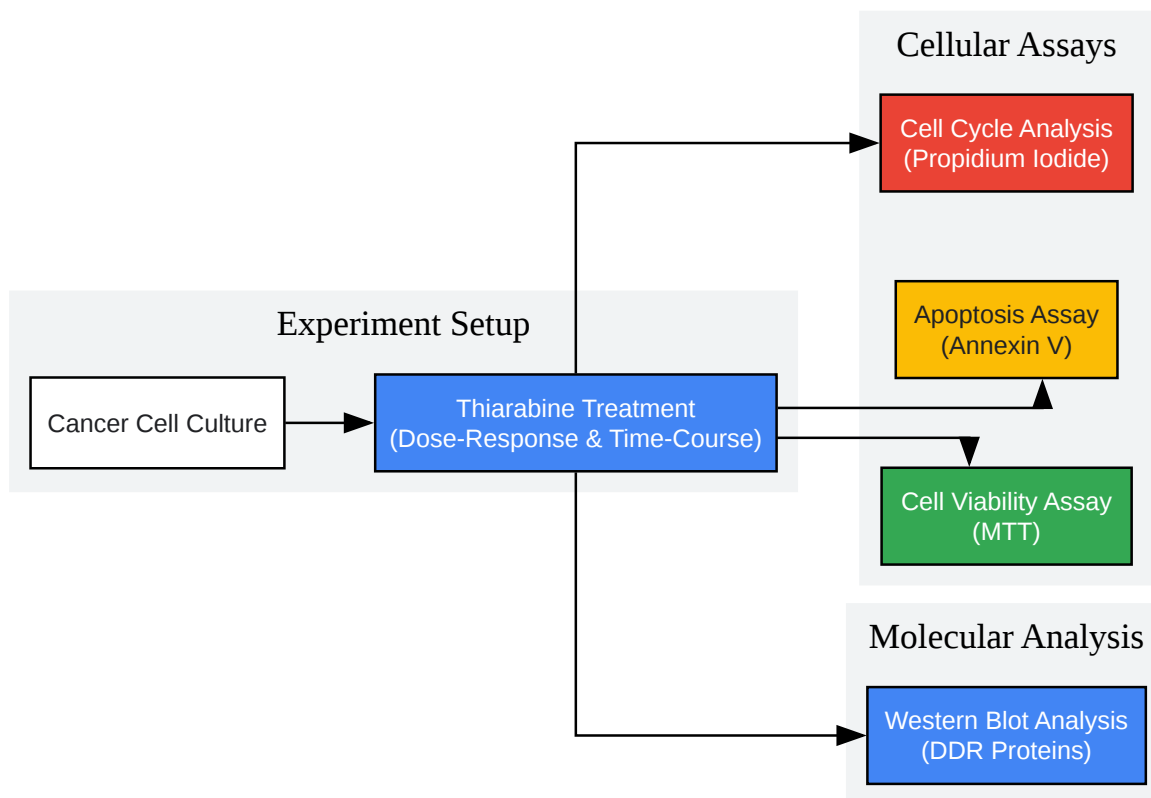 Experiment Setup
Cancer Cell Culture
Thiarabine Treatment
(Dose-Response & Time-Course)
Cellular Assays
Cell Cycle Analysis
(Propidium Iodide)
Apoptosis Assay
(Annexin V)
Cell Viability Assay
(MTT)
Molecular Analysis
Western Blot Analysis
(DDR Proteins)